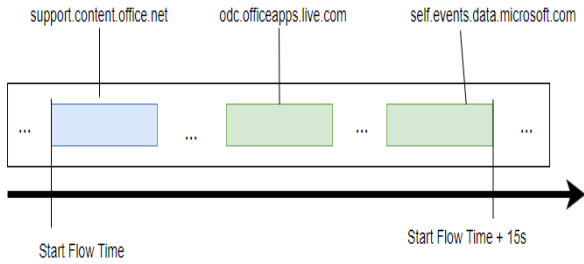 support.content.office.net
odc.officeapps.live.com
self.events.data.microsoft.com
... ... ... ...
Start Flow Time
Start Flow Time + 15s